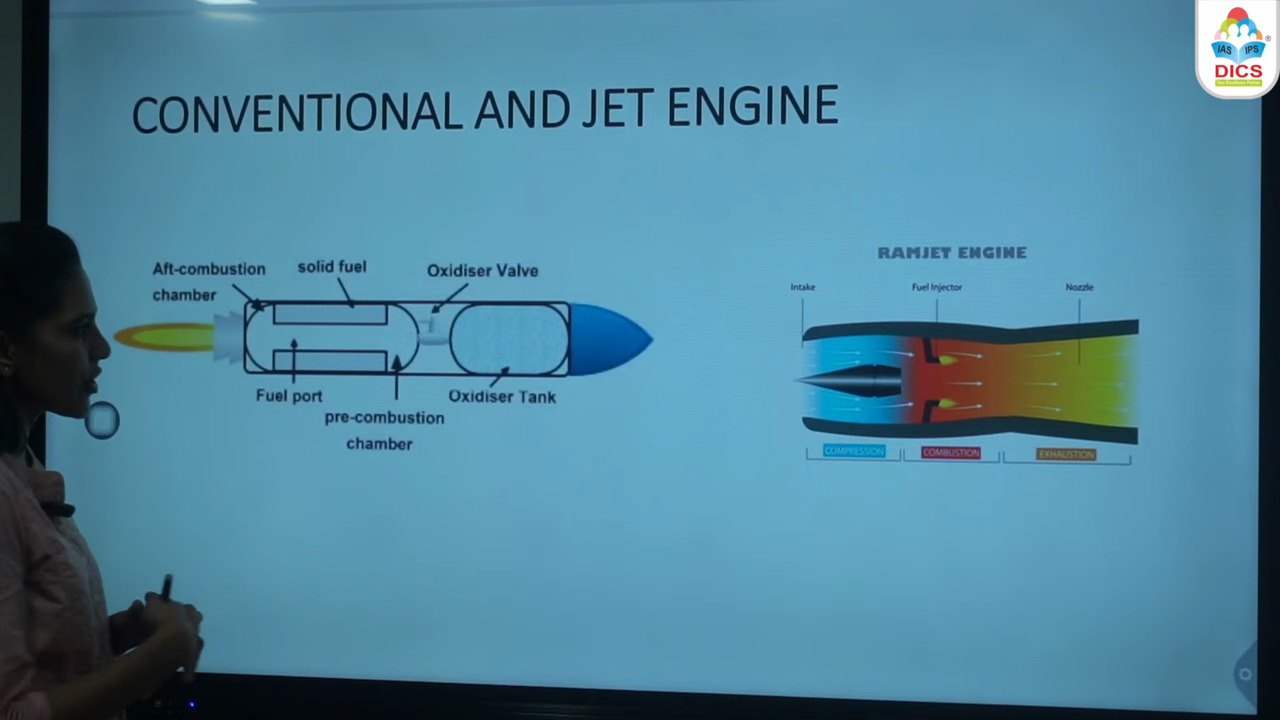 IAS IPS
DICS
CONVENTIONAL AND JET ENGINE
Aft-combustion
chamber
solid fuel
Oxidiser Valve
Fuel port
pre-combustion
chamber
Oxidiser Tank
RAMJET ENGINE
Intake
Fuel Injector
Nozzle
COMPRESSION
COMBUSTION
EXHAUSTION